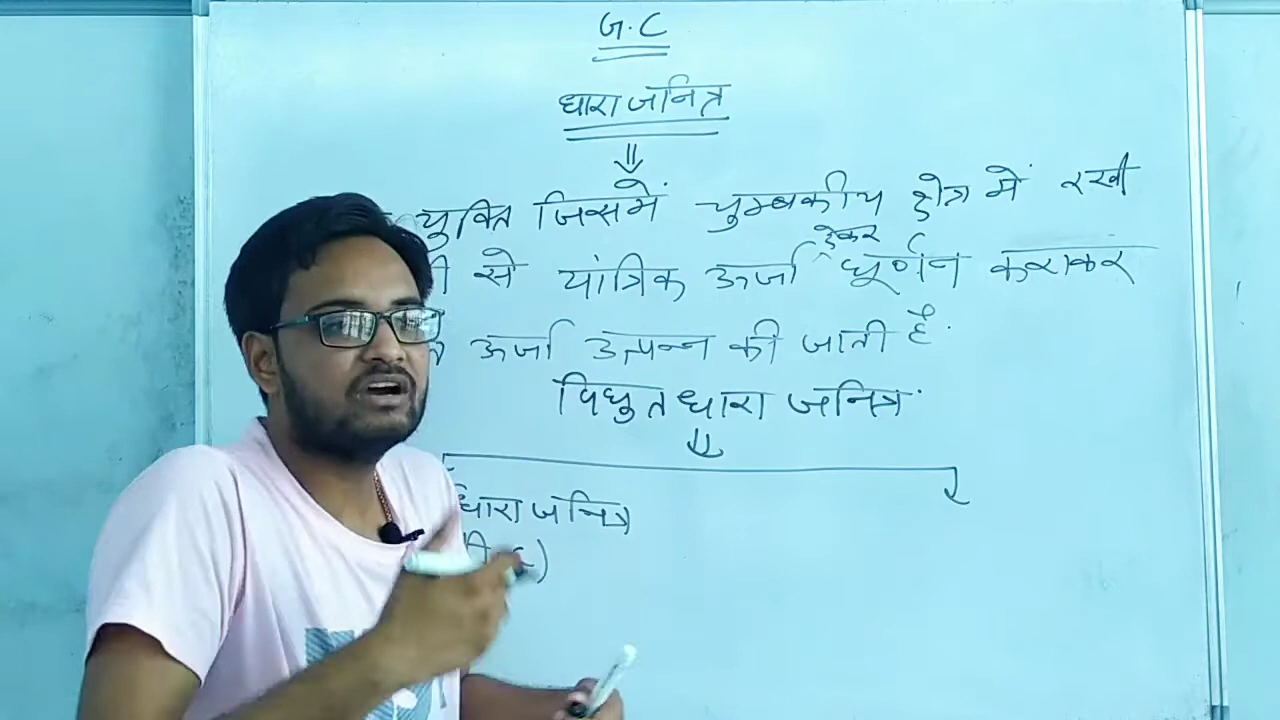 G.C
धारा जनित्र
युक्ति जिसमें चुम्बकीय क्षेत्र में रखी
से यांत्रिक ऊर्जा देकर घूर्णन कराकर
ऊर्जा उत्पन्न की जाती है.
विधुत धारा जनित्र
धारा जनित्र